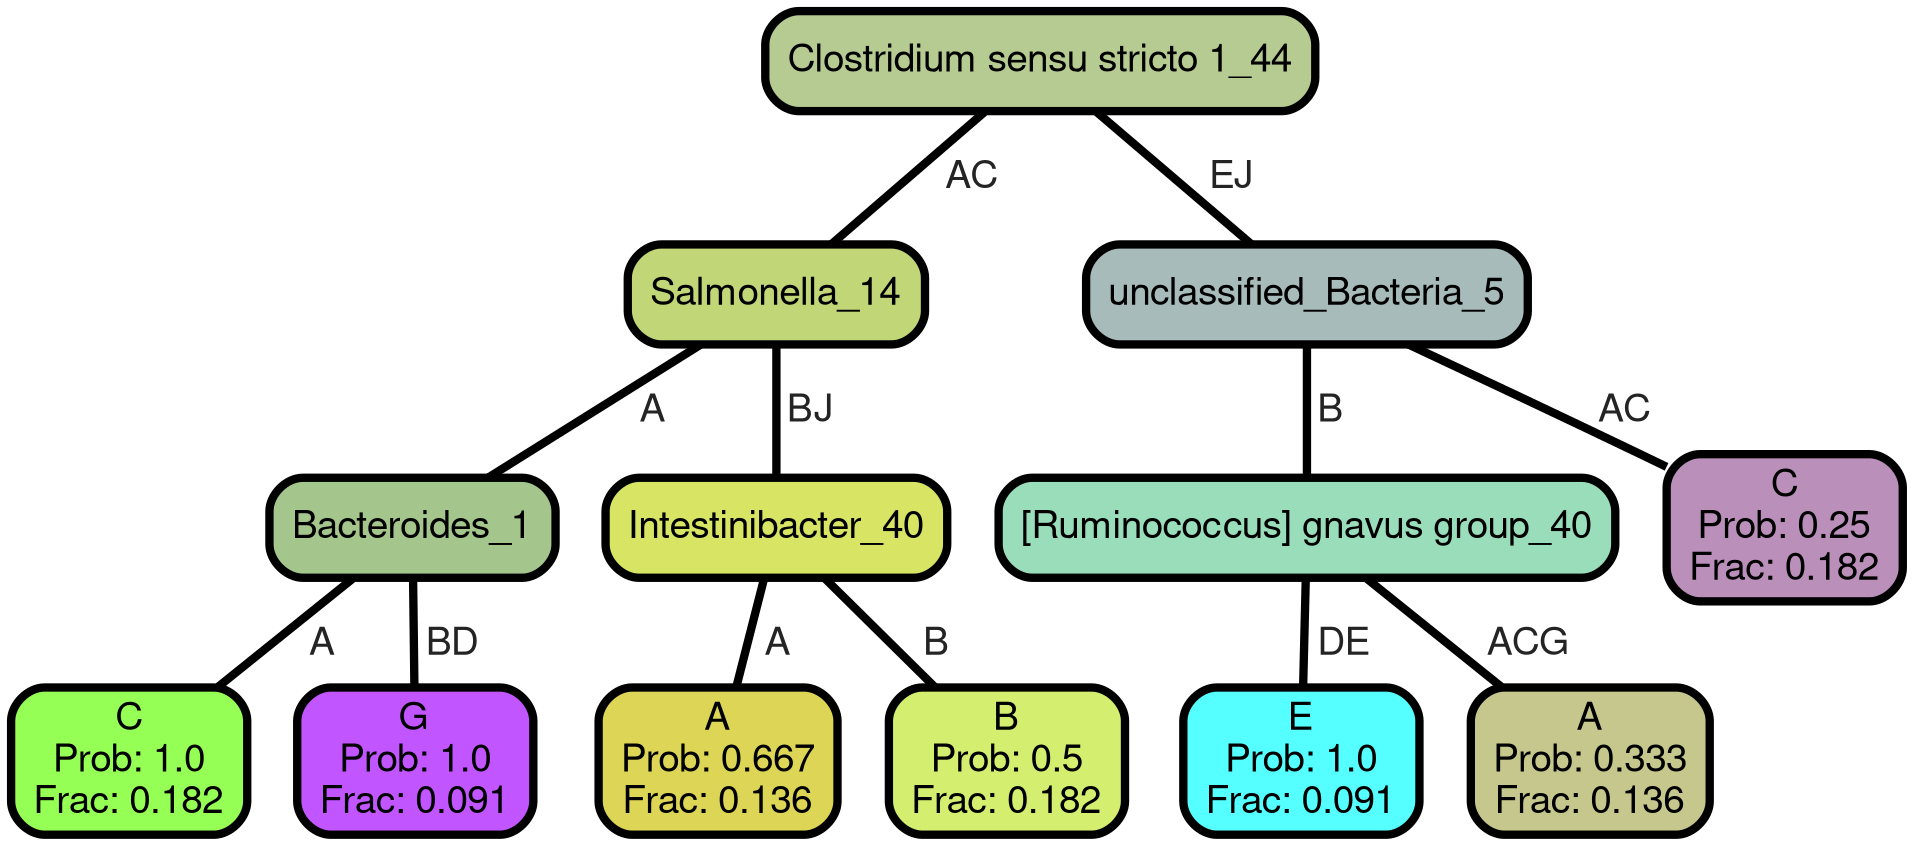 Clostridium sensu stricto 1_44
AC
EJ
Salmonella_14
unclassified_Bacteria_5
A
BJ
B
AC
Bacteroides_1
Intestinibacter_40
[Ruminococcus] gnavus group_40
C
Prob: 0.25
Frac: 0.182
A
BD
A
B
DE
ACG
C
Prob: 1.0
Frac: 0.182
G
Prob: 1.0
Frac: 0.091
A
Prob: 0.667
Frac: 0.136
B
Prob: 0.5
Frac: 0.182
E
Prob: 1.0
Frac: 0.091
A
Prob: 0.333
Frac: 0.136